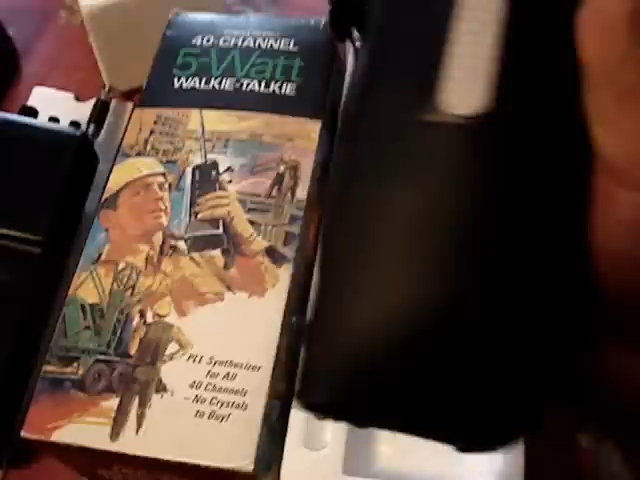 40-CHANNEL
5-Watt
WALKIE-TALKIE
PLL Synthesizer
for All
40 Channels
- No Crystals
to Buy!